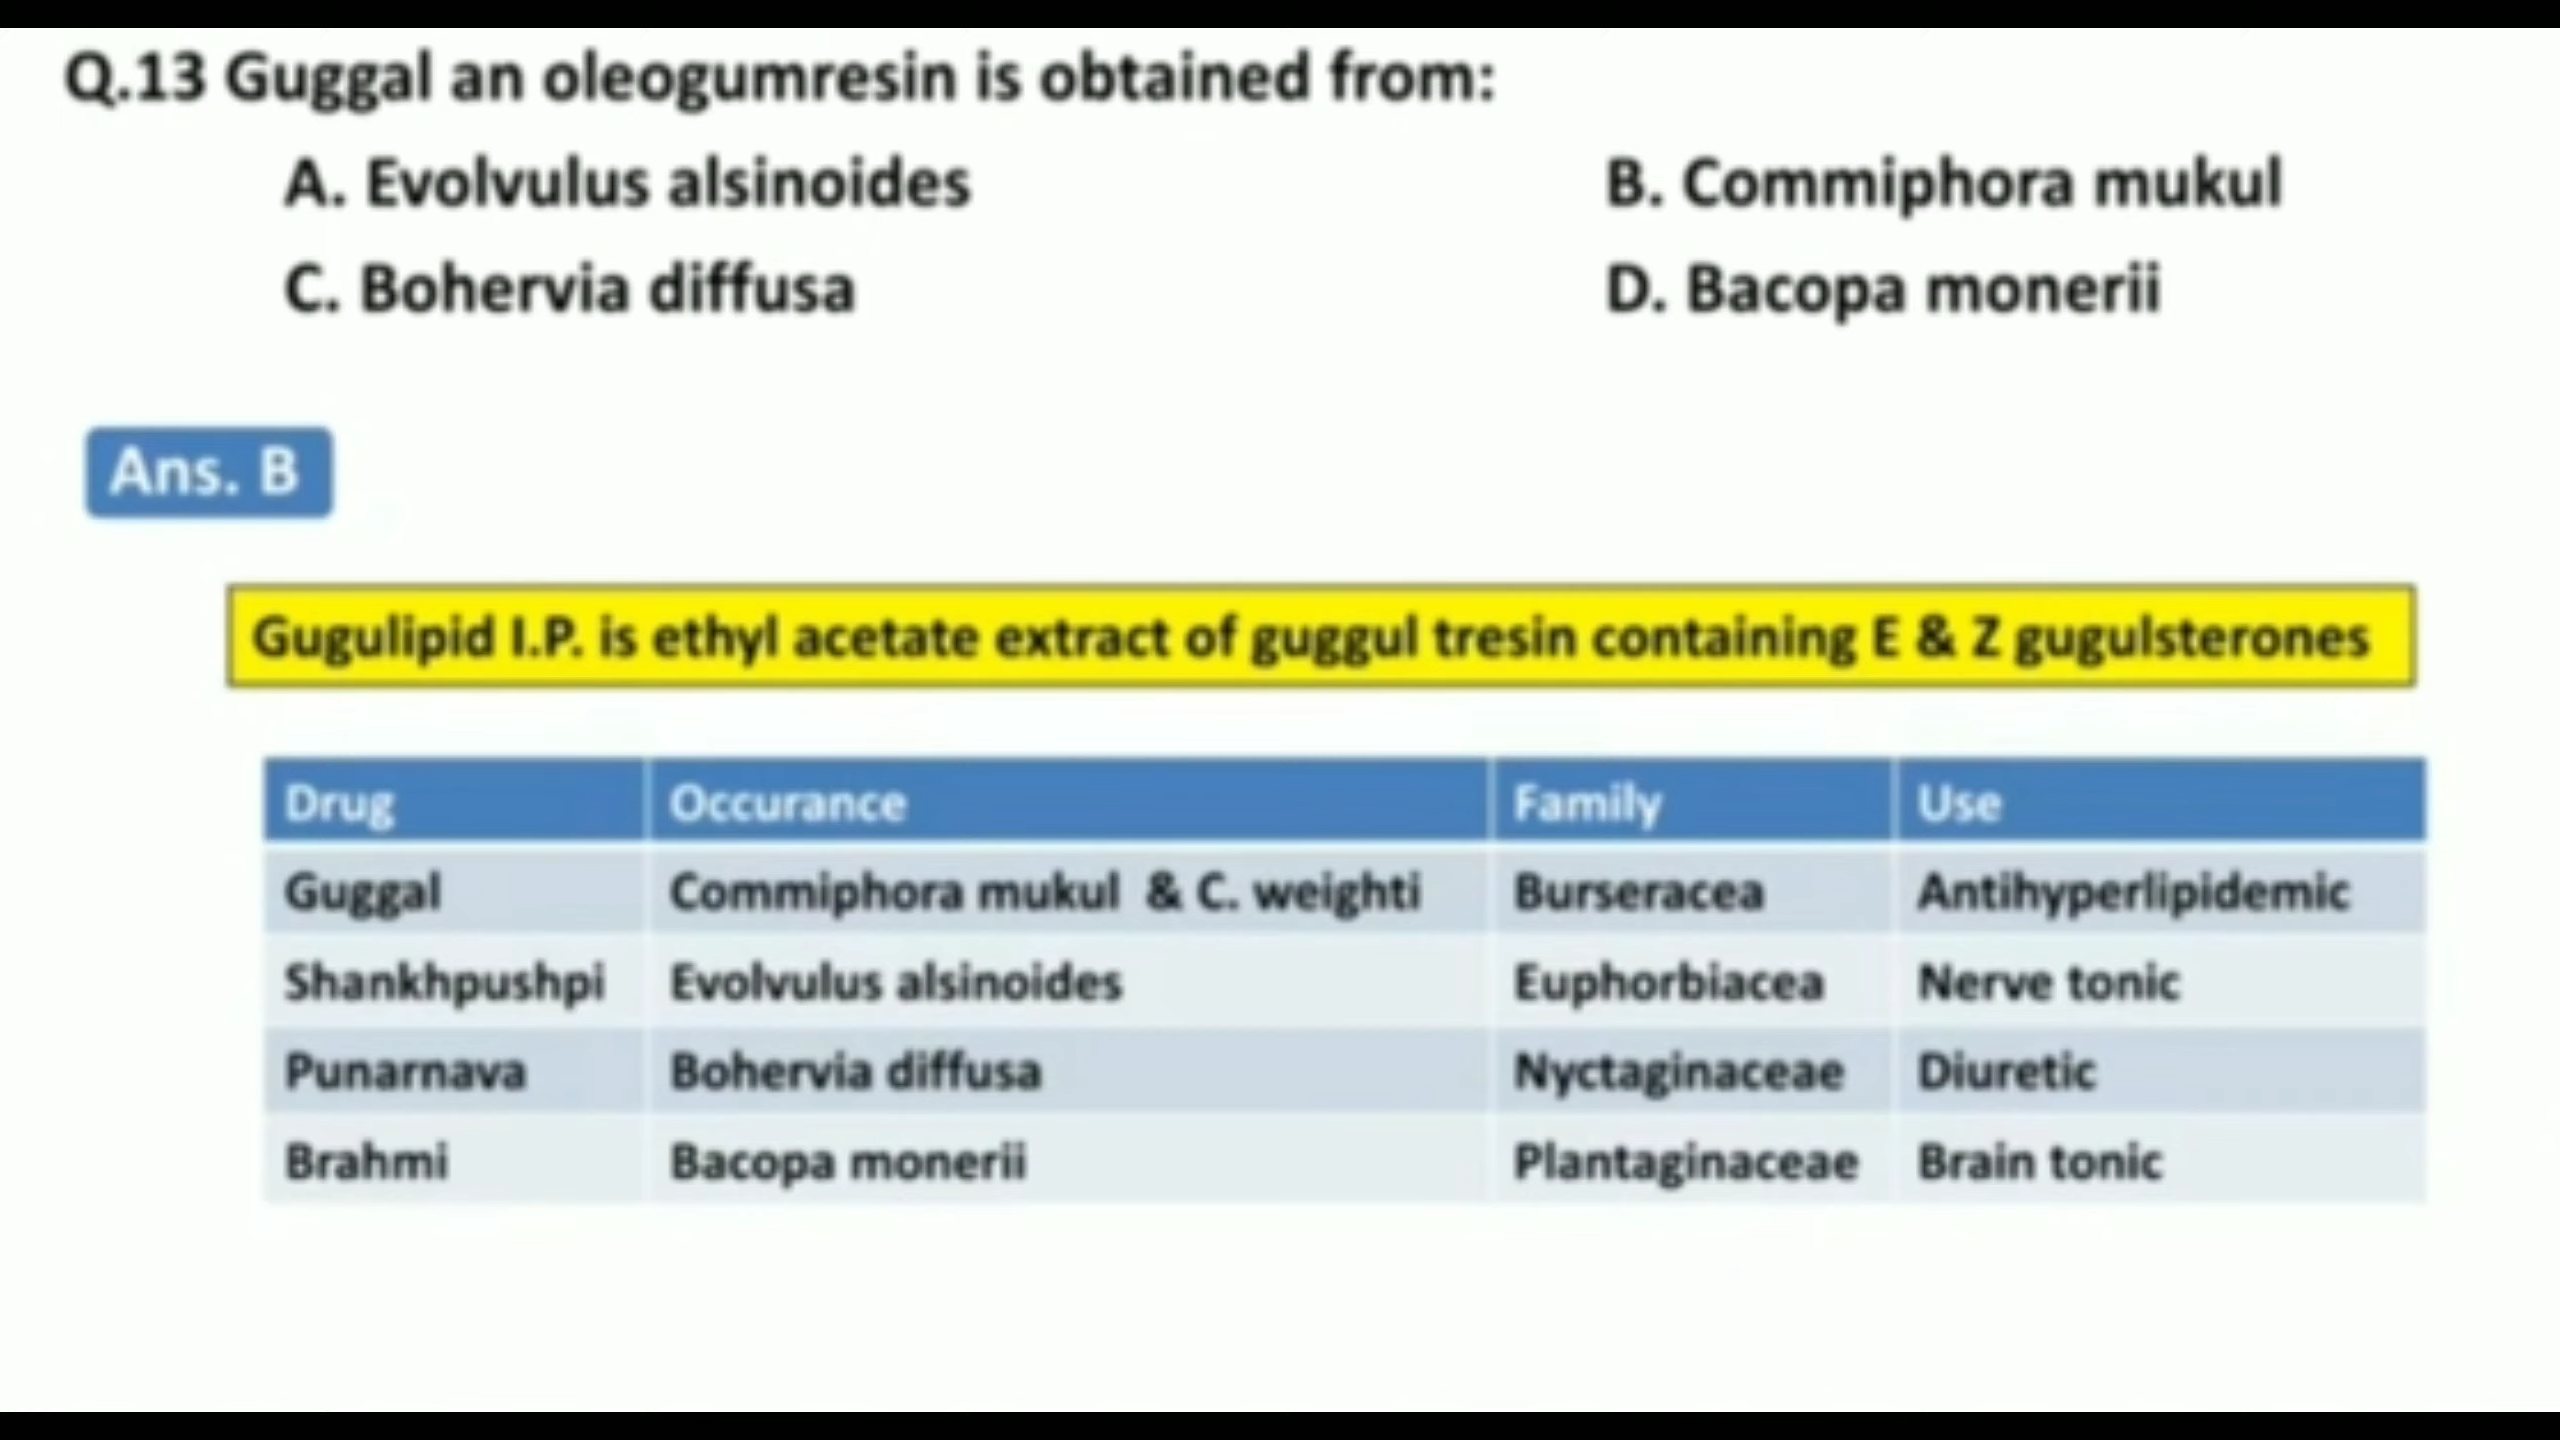 Q.13 Guggal an oleogumresin is obtained from:
A. Evolvulus alsinoides B. Commiphora mukul
C. Bohervia diffusa D. Bacopa monerii
Ans. B
Gugulipid I.P. is ethyl acetate extract of guggul tresin containing E & Z gugulsterones
Drug Occurance Family Use
Guggal Commiphora mukul & C. weighti Burseracea Antihyperlipidemic
Shankhpushpi Evolvulus alsinoides Euphorbiacea Nerve tonic
Punarnava Bohervia diffusa Nyctaginaceae Diuretic
Brahmi Bacopa monerii Plantaginaceae Brain tonic